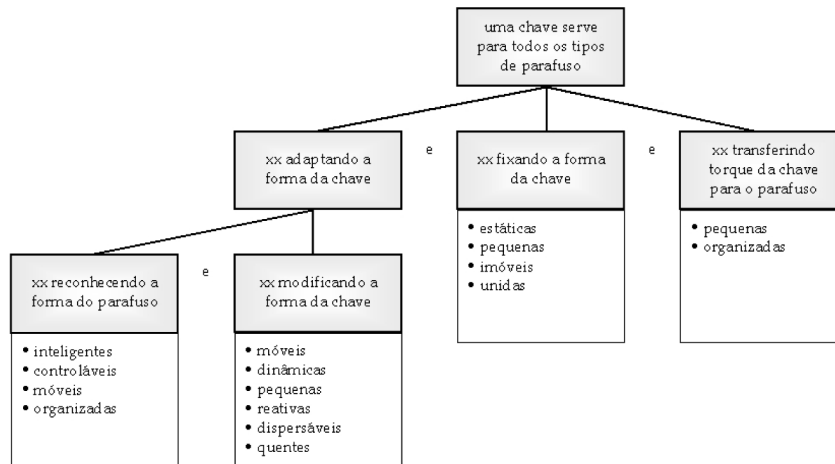 uma chave serve
para todos os tipos
de parafuso
xx adaptando a
forma da chave
e
xx fixando a forma
da chave
e
xx transferindo
torque da chave
para o parafuso
• estáticas
• pequenas
• imóveis
• unidas
• pequenas
• organizadas
xx reconhecendo a
forma do parafuso
e
xx modificando a
forma da chave
• inteligentes
• controláveis
• móveis
• organizadas
• móveis
• dinâmicas
• pequenas
• reativas
• dispersáveis
• quentes